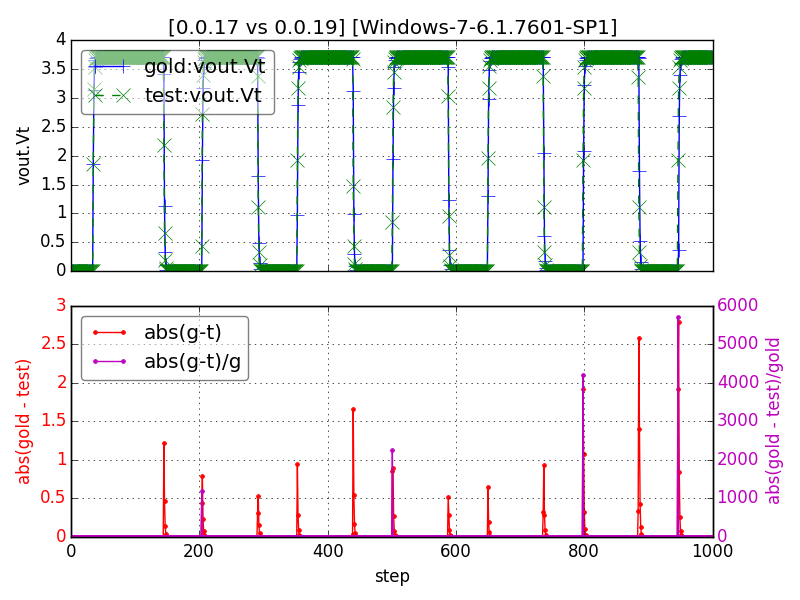 [0.0.17 vs 0.0.19] [Windows-7-6.1.7601-SP1]
4
3.5
3
2.5
2
1.5
1
0.5
0
vout.Vt
gold:vout.Vt
test:vout.Vt
3
2.5
2
1.5
1
0.5
0
abs(gold - test)
abs(g-t)
abs(g-t)/g
6000
5000
4000
3000
2000
1000
0
abs(gold - test)/gold
0 200 400 600 800 1000
step